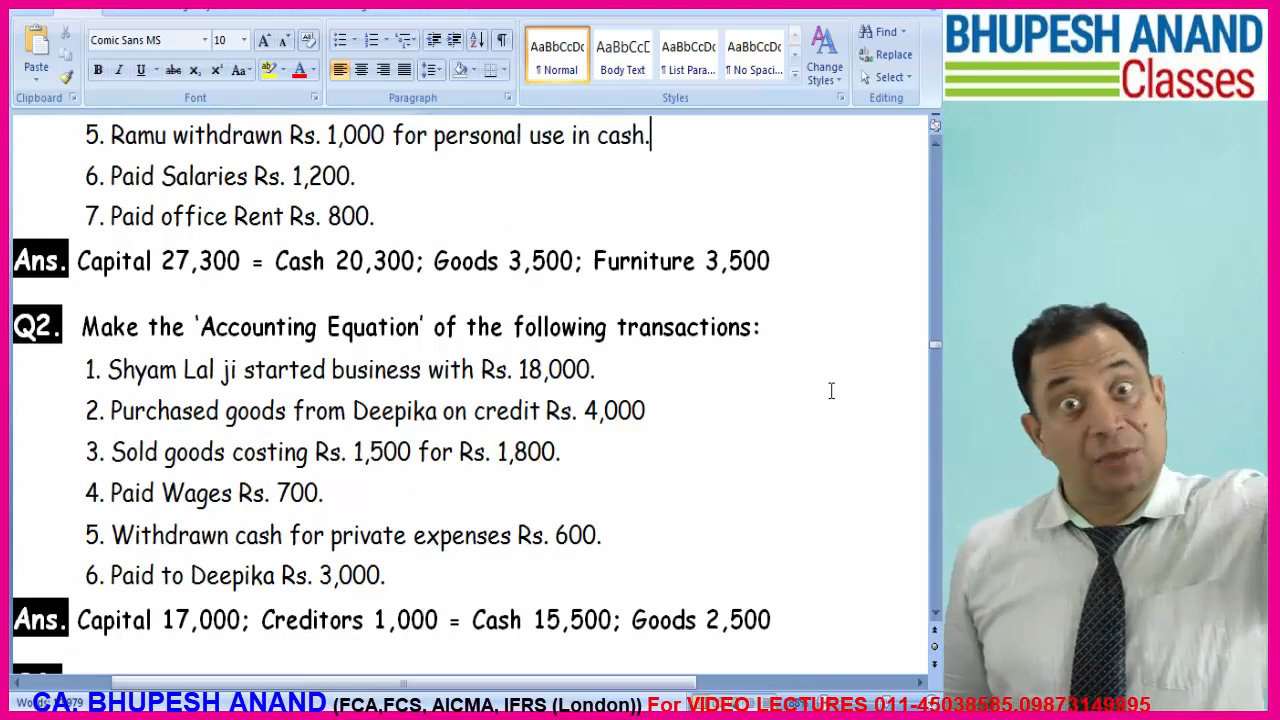 Comic Sans MS
10
Paste
Clipboard
Font
Paragraph
AaBbCcDc
¶ Normal
AaBbCcD
Body Text
AaBbCcDc
¶ List Para...
AaBbCcDc
¶ No Spaci...
Change
Styles
Styles
Find
Replace
Select
Editing
BHUPESH ANAND
Classes
5. Ramu withdrawn Rs. 1,000 for personal use in cash.
6. Paid Salaries Rs. 1,200.
7. Paid office Rent Rs. 800.
Ans. Capital 27,300 = Cash 20,300; Goods 3,500; Furniture 3,500
Q2. Make the ‘Accounting Equation’ of the following transactions:
1. Shyam Lal ji started business with Rs. 18,000.
2. Purchased goods from Deepika on credit Rs. 4,000
3. Sold goods costing Rs. 1,500 for Rs. 1,800.
4. Paid Wages Rs. 700.
5. Withdrawn cash for private expenses Rs. 600.
6. Paid to Deepika Rs. 3,000.
Ans. Capital 17,000; Creditors 1,000 = Cash 15,500; Goods 2,500
CA. BHUPESH ANAND (FCA,FCS, AICMA, IFRS (London)) For VIDEO LECTURES 011-45038585,09873149895